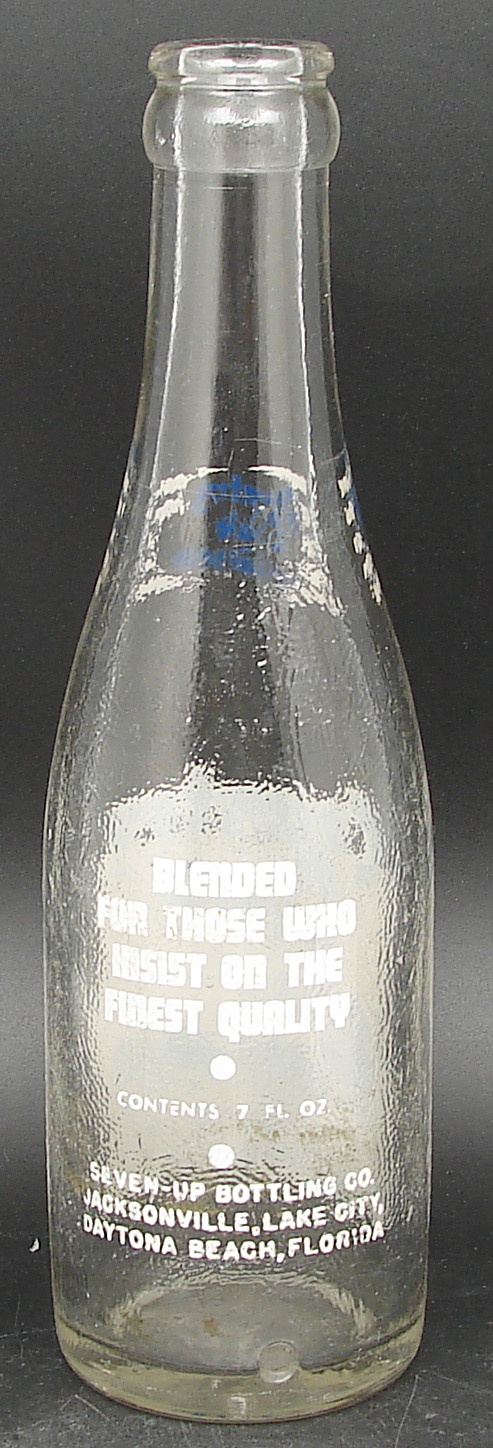 BLENDED
FOR THOSE WHO
INSIST ON THE
FINEST QUALITY
CONTENTS 7 FL. OZ.
SEVEN-UP BOTTLING CO.
JACKSONVILLE, LAKE CITY,
DAYTONA BEACH, FLORIDA